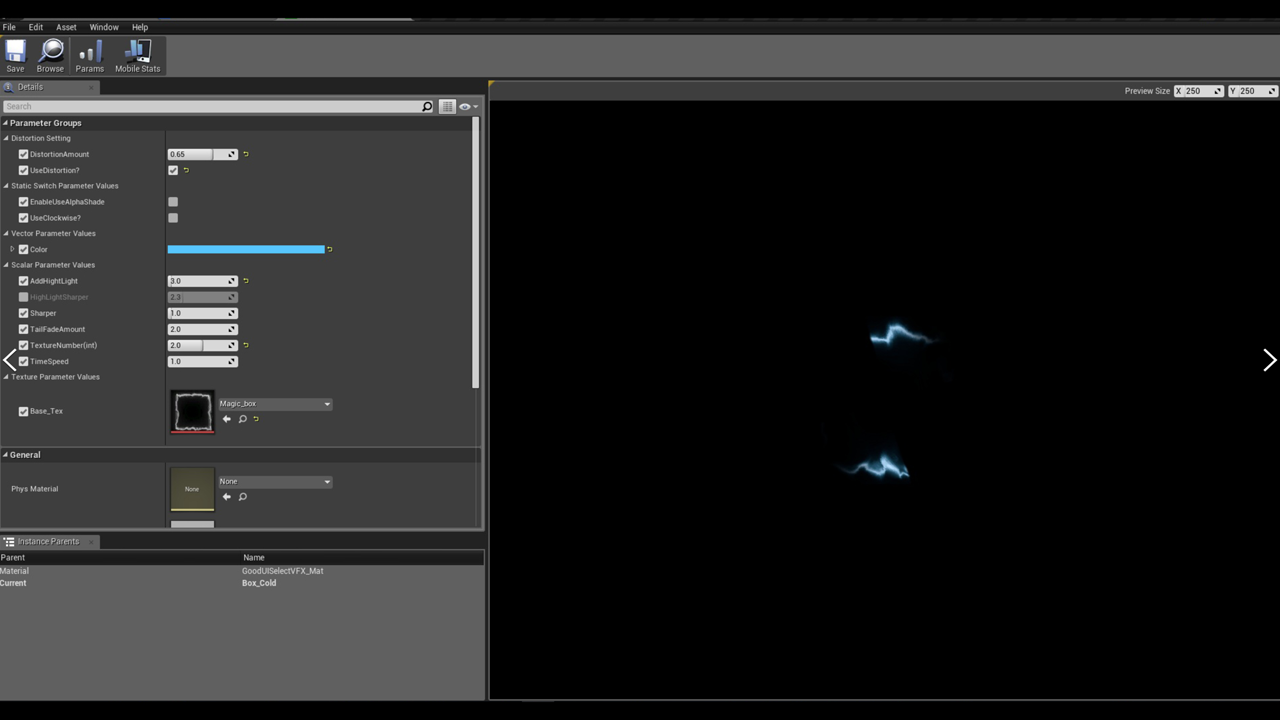 File Edit Asset Window Help
Save Browse Params Mobile Stats
Details
Search
Preview Size X 250 Y 250
Parameter Groups
Distortion Setting
DistortionAmount 0.65
UseDistortion?
Static Switch Parameter Values
EnableUseAlphaShade
UseClockwise?
Vector Parameter Values
Color
Scalar Parameter Values
AddHightLight 3.0
HighLightSharper 2.3
Sharper 1.0
TailFadeAmount 2.0
TextureNumber(int) 2.0
TimeSpeed 1.0
Texture Parameter Values
Base_Tex Magic_box
General
Phys Material None None
Instance Parents
Parent Name
Material GoodUISelectVFX_Mat
Current Box_Cold